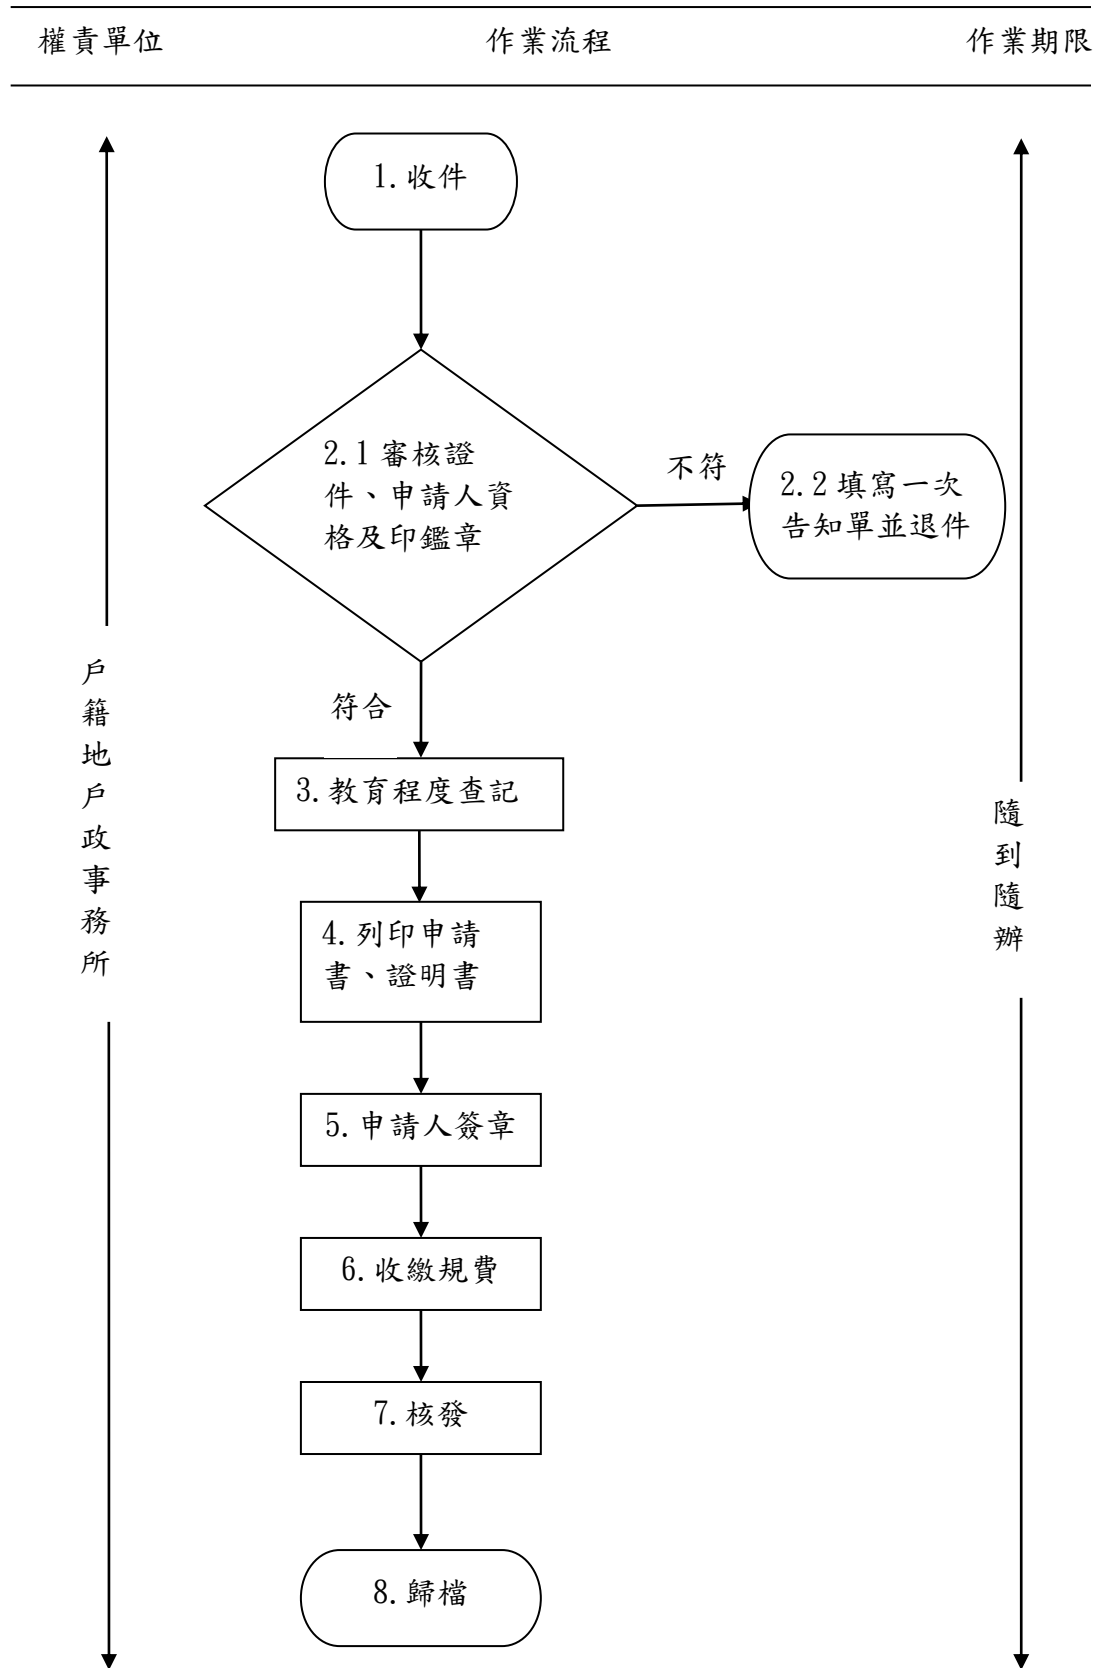 權責單位
作業流程
作業期限
1.收件
2.1 審核證
件、申請人資
格及印鑑章
不符
2.2 填寫一次
告知單並退件
符合
3.教育程度查記
4.列印申請
書、證明書
5.申請人簽章
6.收繳規費
7.核發
8.歸檔
戶籍地戶政事務所
隨到隨辦